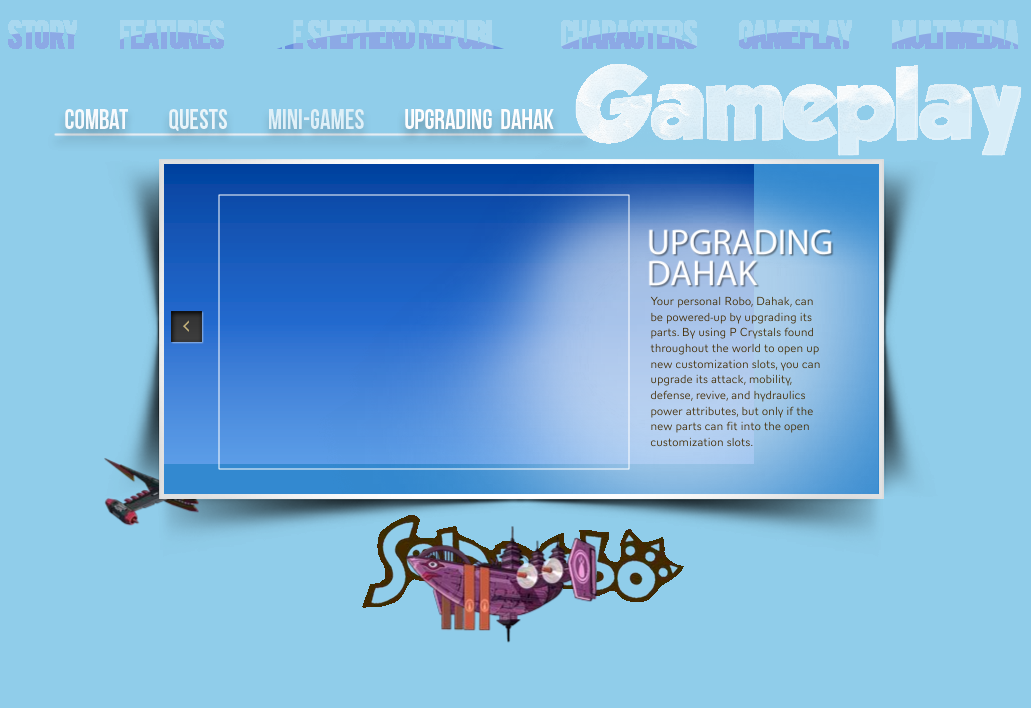 STORY FEATURES E SHEPHERD REPUBL CHARACTERS GAMEPLAY MULTIMEDIA
COMBAT QUESTS MINI-GAMES UPGRADING DAHAK
Gameplay
UPGRADING
DAHAK
Your personal Robo, Dahak, can
be powered-up by upgrading its
parts. By using P Crystals found
throughout the world to open up
new customization slots, you can
upgrade its attack, mobility,
defense, revive, and hydraulics
power attributes, but only if the
new parts can fit into the open
customization slots.